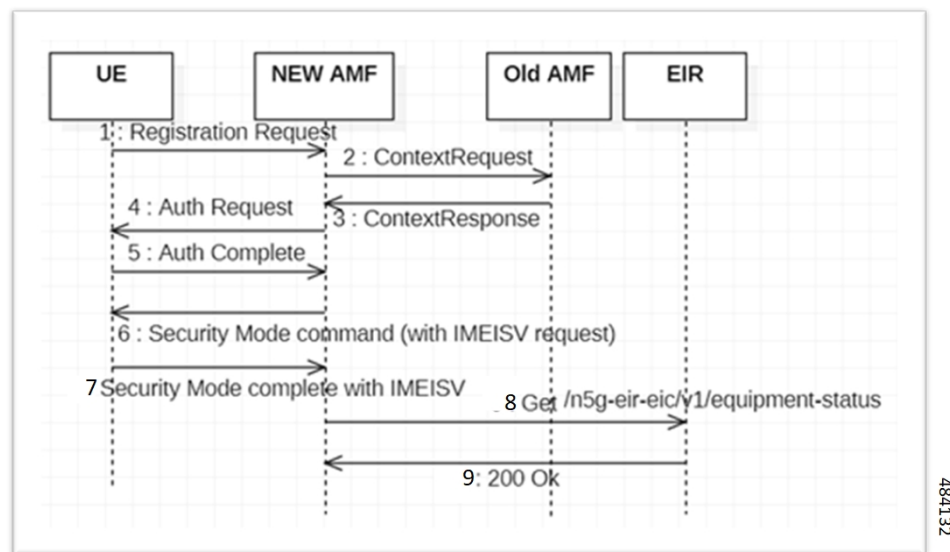 UE
NEW AMF
Old AMF
EIR
1 : Registration Request
2 : ContextRequest
3 : ContextResponse
4 : Auth Request
5 : Auth Complete
6 : Security Mode command (with IMEISV request)
7 Security Mode complete with IMEISV
8 Get /n5g-eir-eic/v1/equipment-status
9: 200 Ok
484132